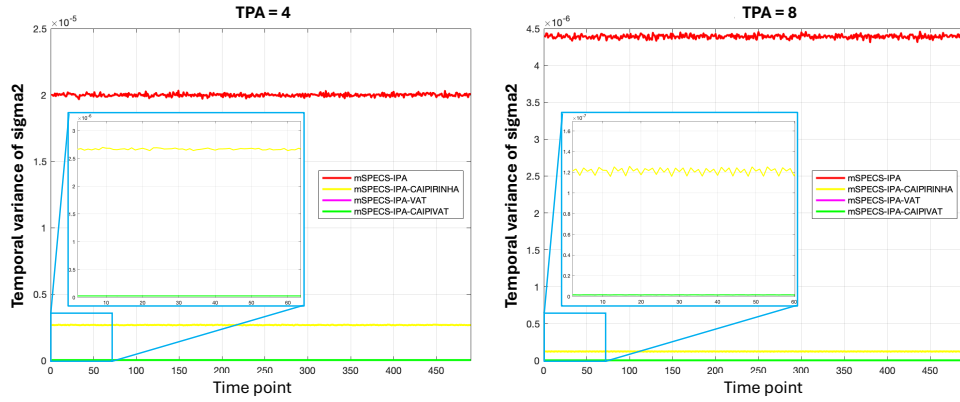 TPA = 4
×10⁻⁵
2.5
2
1.5
1
0.5
0
Temporal variance of sigma2
0 50 100 150 200 250 300 350 400 450
Time point
×10⁻⁶
3
2.5
2
1.5
1
0.5
0
10 20 30 40 50 60
mSPECS-IPA
mSPECS-IPA-CAIPIRINHA
mSPECS-IPA-VAT
mSPECS-IPA-CAIPIVAT
TPA = 8
×10⁻⁶
4.5
4
3.5
3
2.5
2
1.5
1
0.5
0
Temporal variance of sigma2
0 50 100 150 200 250 300 350 400 450
Time point
×10⁻⁷
1.6
1.4
1.2
1
0.8
0.6
0.4
0.2
0
10 20 30 40 50 60
mSPECS-IPA
mSPECS-IPA-CAIPIRINHA
mSPECS-IPA-VAT
mSPECS-IPA-CAIPIVAT